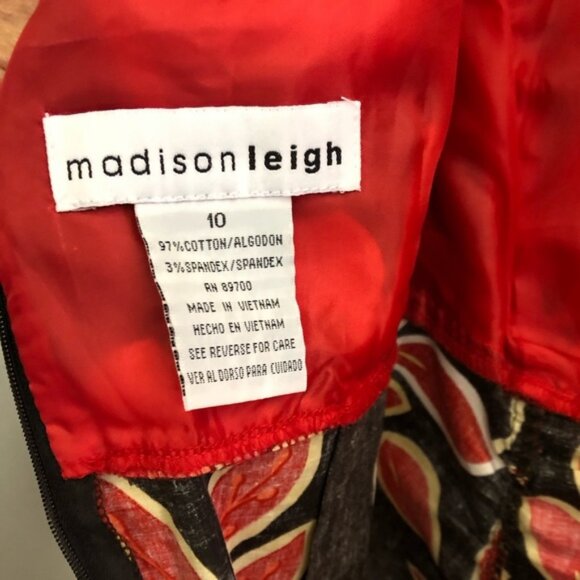 madisonleigh
10
97%COTTON/ALGODON
3%SPANDEX/SPANDEX
RN 89700
MADE IN VIETNAM
HECHO EN VIETNAM
SEE REVERSE FOR CARE
VER AL DORSO PARA CUIDADO